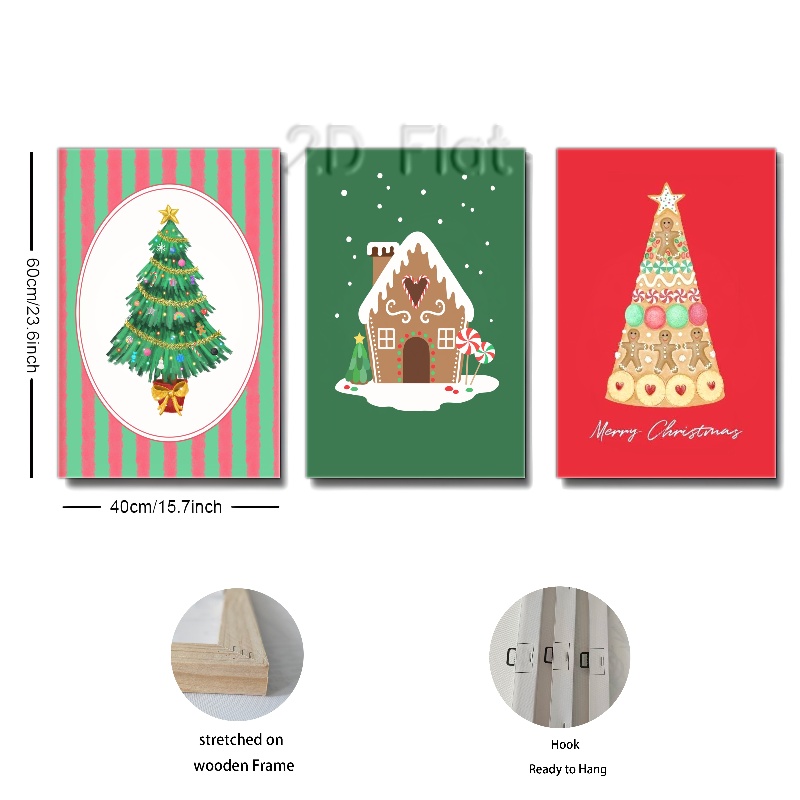 2D Flat
60cm/23.6inch
Merry Christmas
40cm/15.7inch
stretched on
wooden Frame
Hook
Ready to Hang